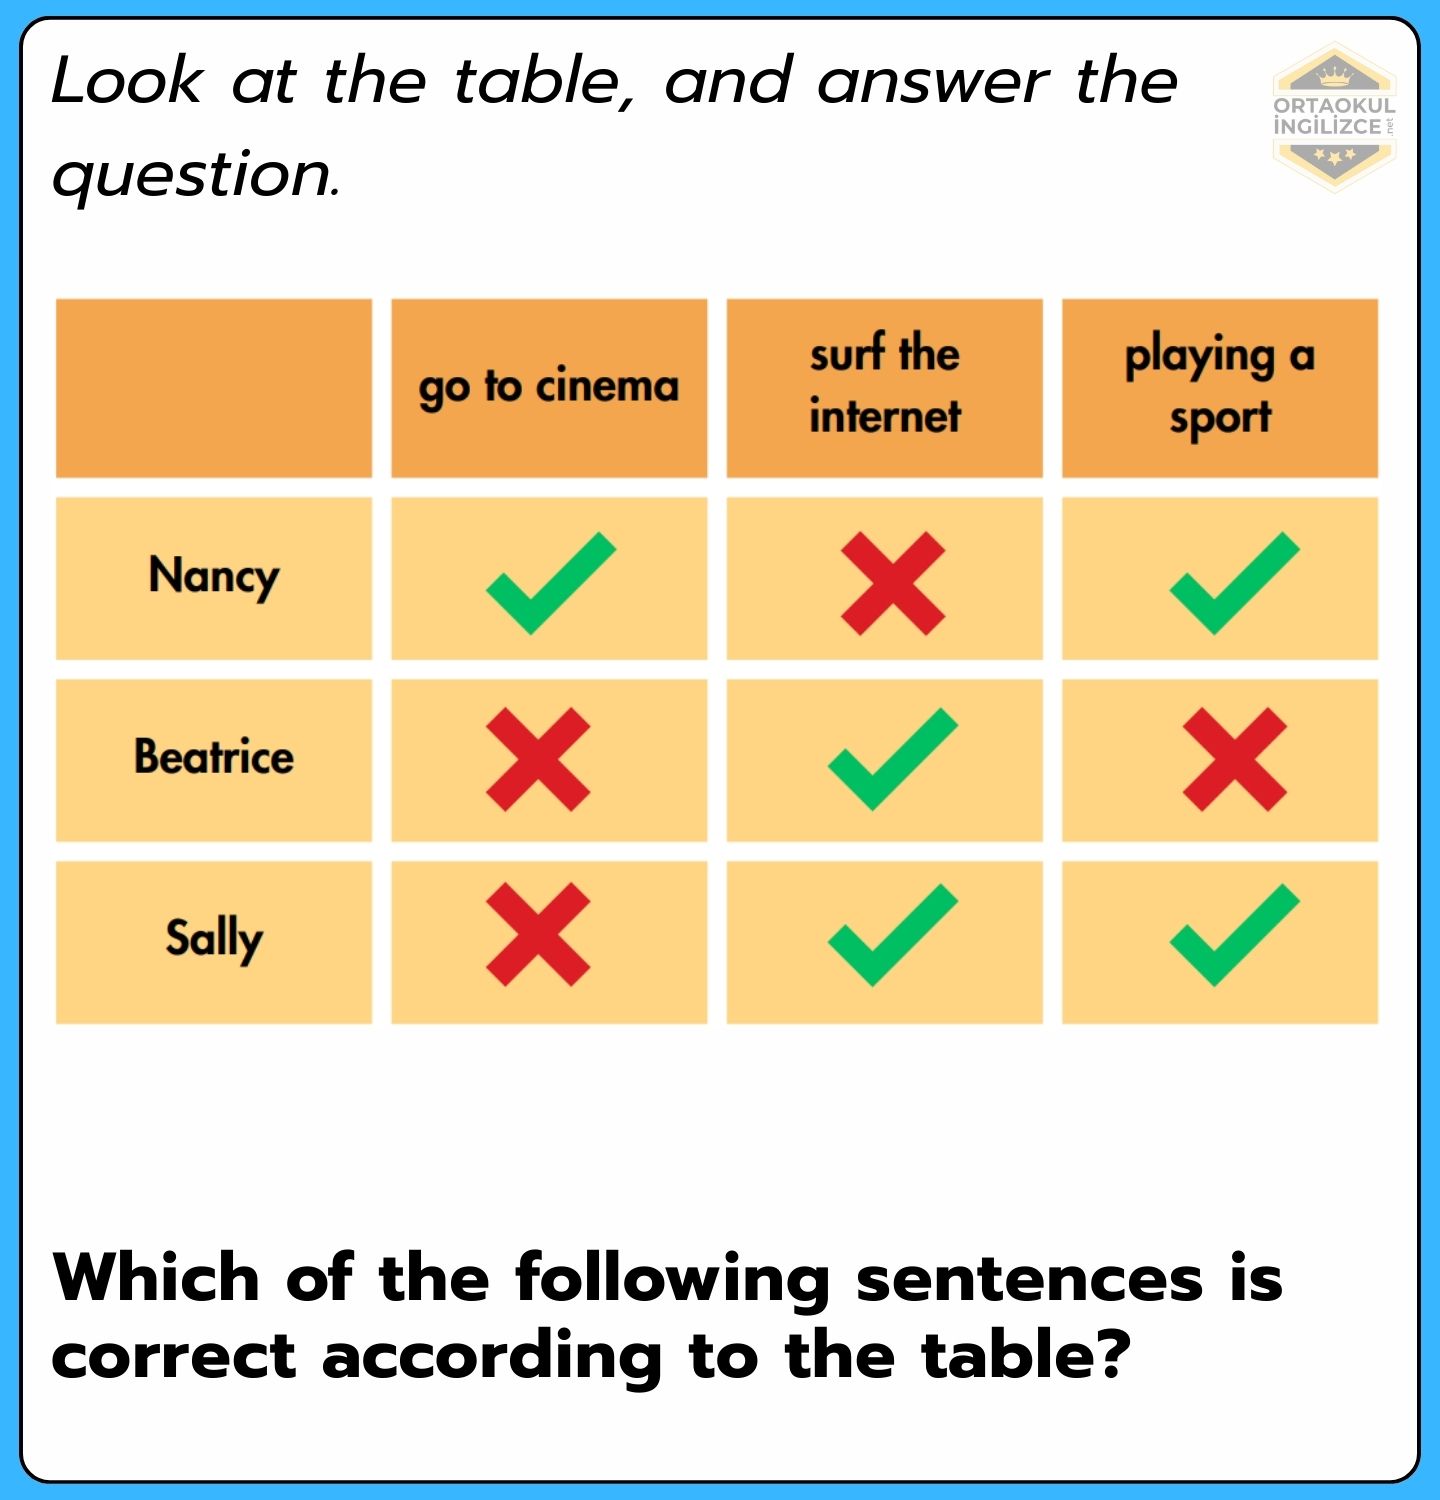 Look at the table, and answer the
question.
ORTAOKUL
İNGİLİZCE .net
go to cinema
surf the
internet
playing a
sport
Nancy
Beatrice
Sally
Which of the following sentences is
correct according to the table?